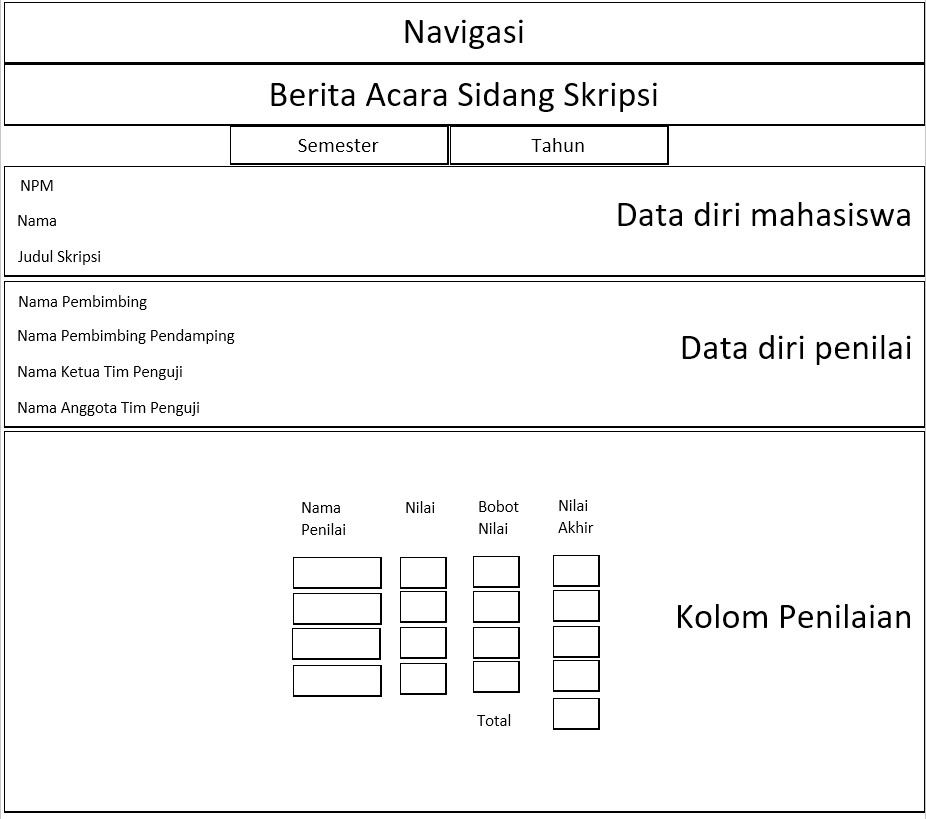 Navigasi
Berita Acara Sidang Skripsi
Semester
Tahun
NPM
Nama
Judul Skripsi
Data diri mahasiswa
Nama Pembimbing
Nama Pembimbing Pendamping
Nama Ketua Tim Penguji
Nama Anggota Tim Penguji
Data diri penilai
Nama
Penilai
Nilai
Bobot
Nilai
Nilai
Akhir
Kolom Penilaian
Total